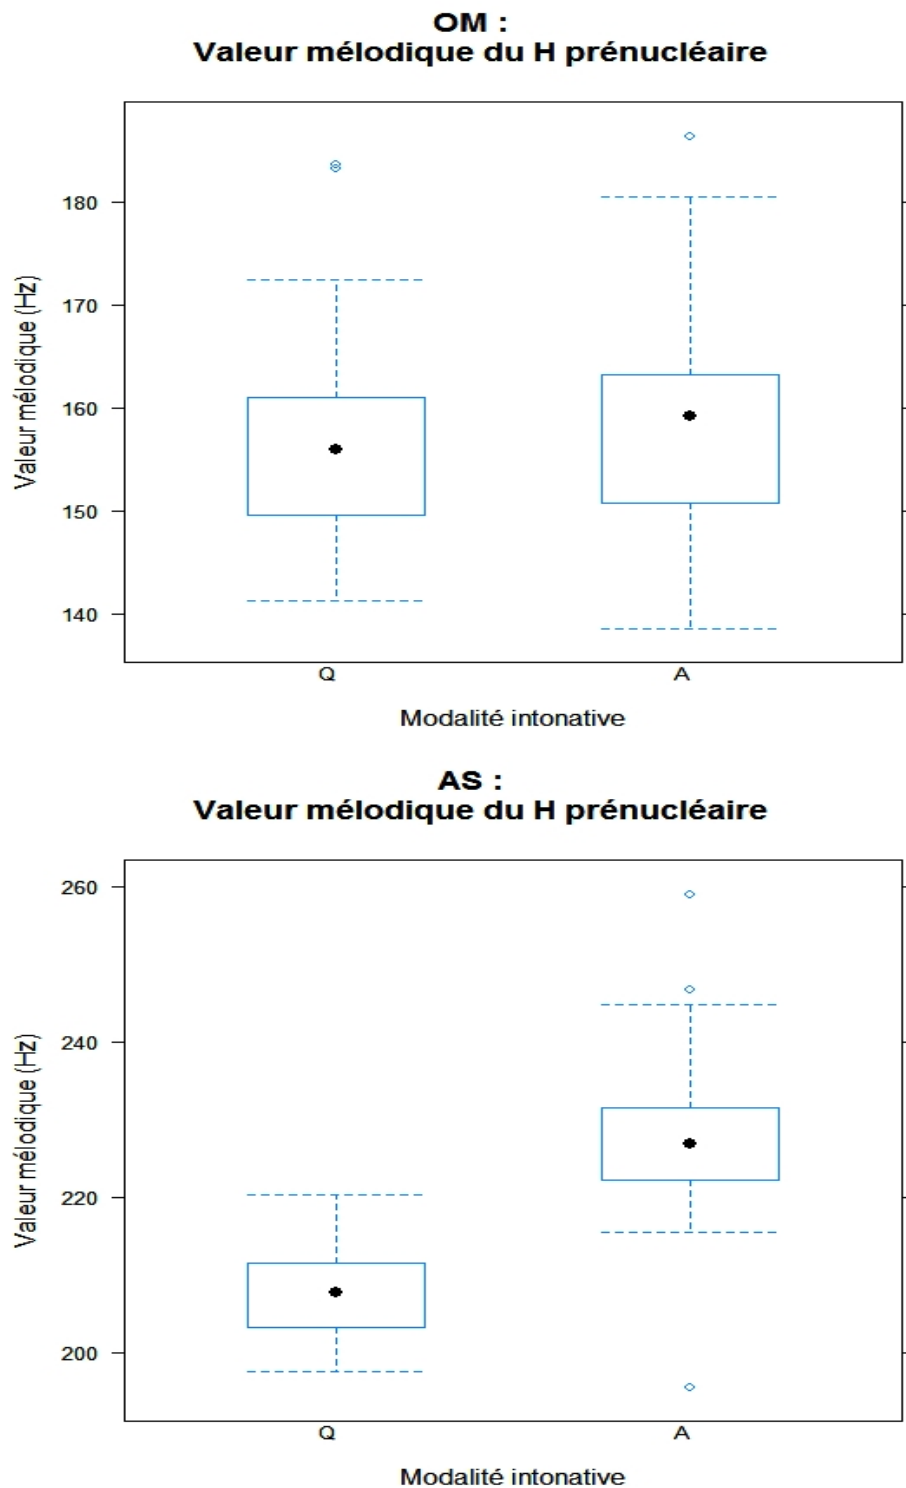 OM :
Valeur mélodique du H prénucléaire
Valeur mélodique (Hz)
180
170
160
150
140
Q A
Modalité intonative
AS :
Valeur mélodique du H prénucléaire
Valeur mélodique (Hz)
260
240
220
200
Q A
Modalité intonative